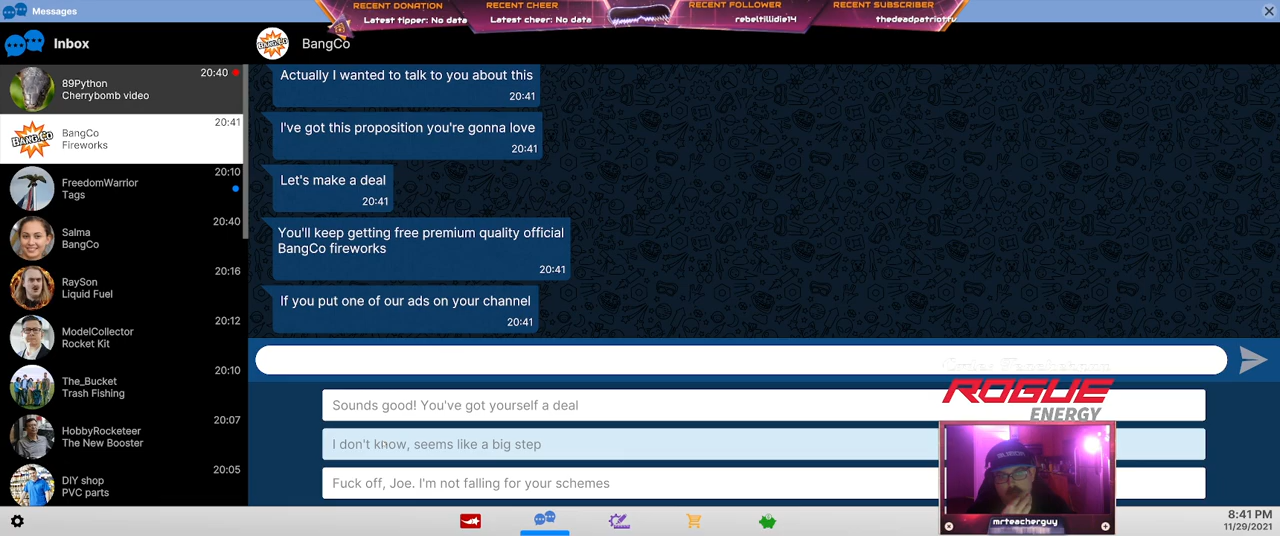 Messages
RECENT DONATION
Latest tipper: No data
RECENT CHEER
Latest cheer: No data
RECENT FOLLOWER
rebeltillidie14
RECENT SUBSCRIBER
thedeadpatriottv
Inbox
BangCo
20:40
89Python
Cherrybomb video
20:41
BANG.CO
BangCo
Fireworks
20:10
FreedomWarrior
Tags
20:40
Salma
BangCo
20:16
RaySon
Liquid Fuel
20:12
ModelCollector
Rocket Kit
20:10
The_Bucket
Trash Fishing
20:07
HobbyRocketeer
The New Booster
20:05
DIY shop
PVC parts
Actually I wanted to talk to you about this
20:41
I've got this proposition you're gonna love
20:41
Let's make a deal
20:41
You'll keep getting free premium quality official
BangCo fireworks
20:41
If you put one of our ads on your channel
20:41
Sounds good! You've got yourself a deal
I don't know, seems like a big step
Fuck off, Joe. I'm not falling for your schemes
ROGUE
ENERGY
mrteacherguy
8:41 PM
11/29/2021